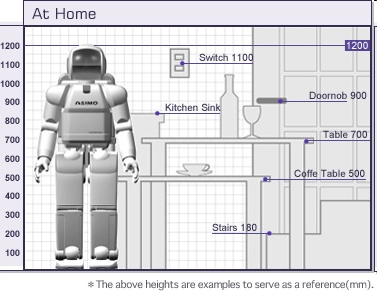 At Home
1200
1200
1100
Switch 1100
1000
Doornob 900
900
Kitchen Sink
ASIMO
800
Table 700
700
600
Coffe Table 500
500
400
300
Stairs 180
200
100
＊The above heights are examples to serve as a reference(mm).